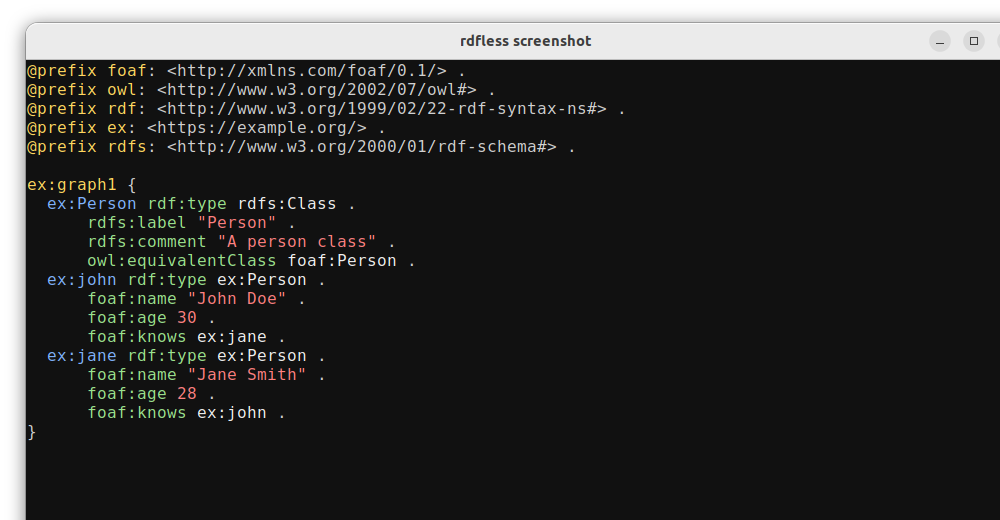 rdfless screenshot
@prefix foaf: <http://xmlns.com/foaf/0.1/> .
@prefix owl: <http://www.w3.org/2002/07/owl#> .
@prefix rdf: <http://www.w3.org/1999/02/22-rdf-syntax-ns#> .
@prefix ex: <https://example.org/> .
@prefix rdfs: <http://www.w3.org/2000/01/rdf-schema#> .

ex:graph1 {
  ex:Person rdf:type rdfs:Class .
      rdfs:label "Person" .
      rdfs:comment "A person class" .
      owl:equivalentClass foaf:Person .
  ex:john rdf:type ex:Person .
      foaf:name "John Doe" .
      foaf:age 30 .
      foaf:knows ex:jane .
  ex:jane rdf:type ex:Person .
      foaf:name "Jane Smith" .
      foaf:age 28 .
      foaf:knows ex:john .
}